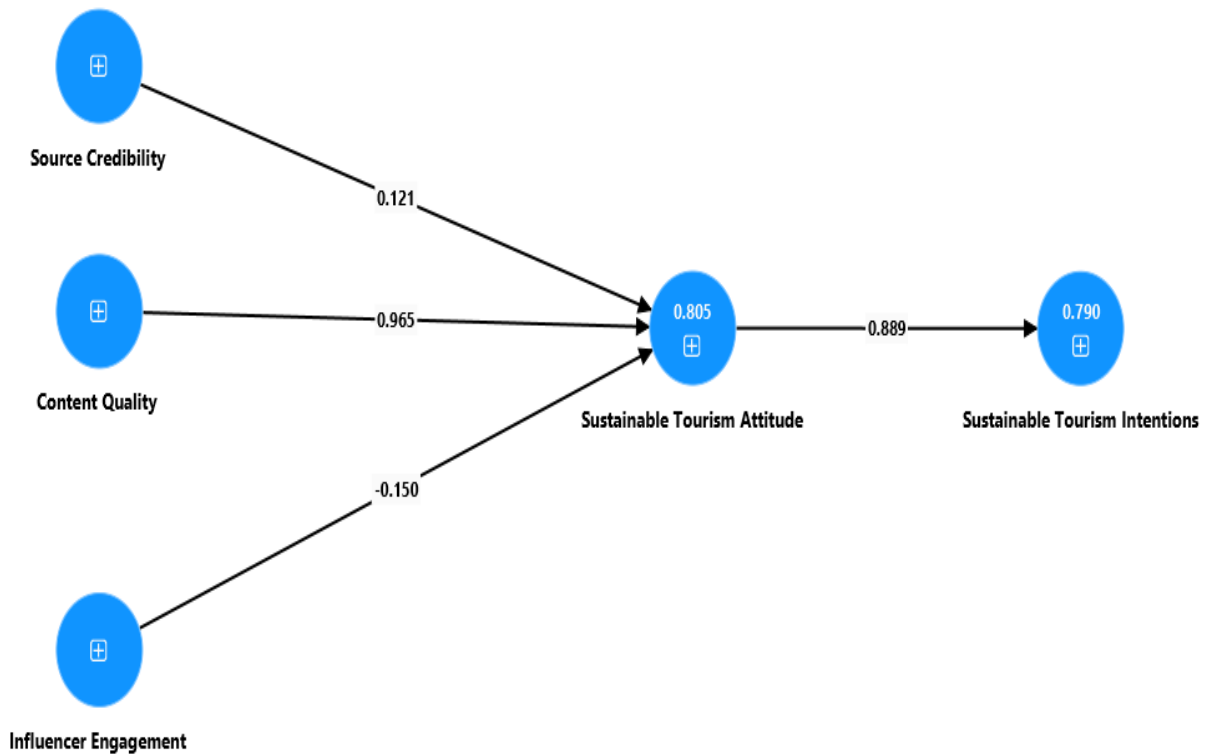 Source Credibility
0.121
Content Quality
0.965
0.805
Sustainable Tourism Attitude
0.889
0.790
Sustainable Tourism Intentions
-0.150
Influencer Engagement